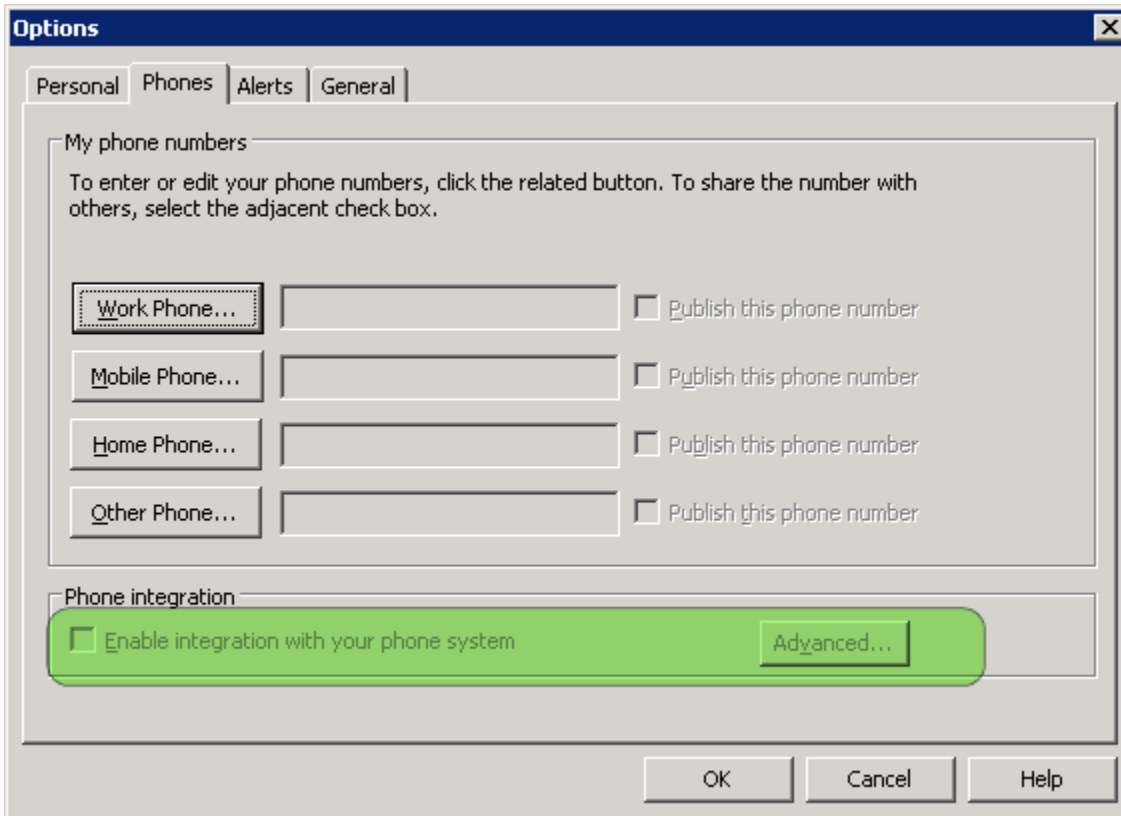 Options
Personal Phones Alerts General
My phone numbers
To enter or edit your phone numbers, click the related button. To share the number with
others, select the adjacent check box.
Work Phone... Publish this phone number
Mobile Phone... Publish this phone number
Home Phone... Publish this phone number
Other Phone... Publish this phone number
Phone integration
Enable integration with your phone system Advanced...
OK Cancel Help